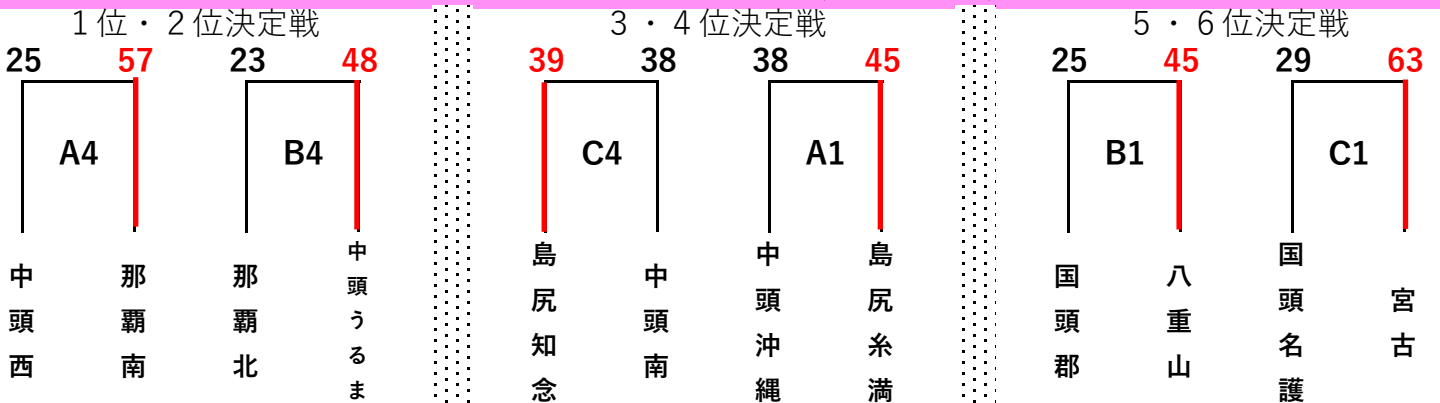 1位・2位決定戦
3・4位決定戦
5・6位決定戦
25
57
23
48
39
38
38
45
25
45
29
63
A4
B4
C4
A1
B1
C1
中頭西
那覇南
那覇北
中頭うるま
島尻知念
中頭南
中頭沖縄
島尻糸満
国頭郡
八重山
国頭名護
宮古